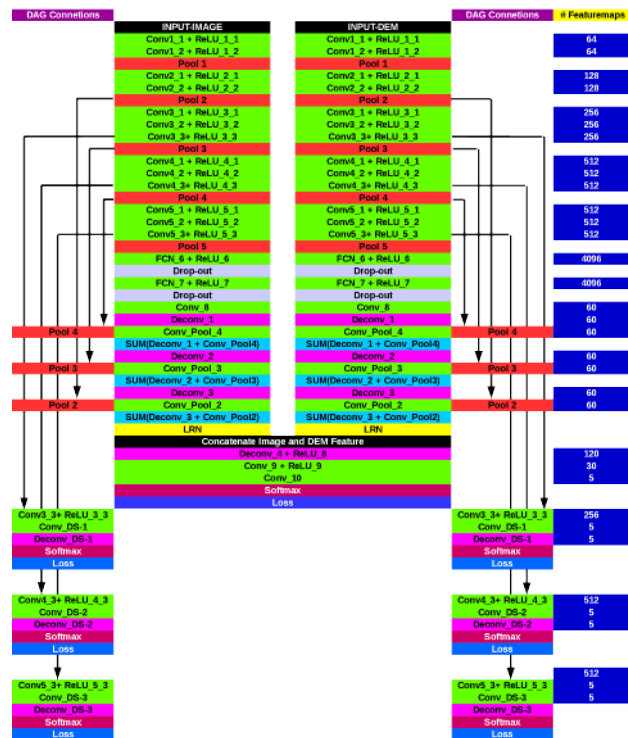 DAG Connetions DAG Connetions # Featuremaps
INPUT-IMAGE INPUT-DEM
Conv1_1 + ReLU_1_1 Conv1_1 + ReLU_1_1 64
Conv1_2 + ReLU_1_2 Conv1_2 + ReLU_1_2 64
Pool 1 Pool 1
Conv2_1 + ReLU_2_1 Conv2_1 + ReLU_2_1 128
Conv2_2 + ReLU_2_2 Conv2_2 + ReLU_2_2 128
Pool 2 Pool 2
Conv3_1 + ReLU_3_1 Conv3_1 + ReLU_3_1 256
Conv3_2 + ReLU_3_2 Conv3_2 + ReLU_3_2 256
Conv3_3+ ReLU_3_3 Conv3_3+ ReLU_3_3 256
Pool 3 Pool 3
Conv4_1 + ReLU_4_1 Conv4_1 + ReLU_4_1 512
Conv4_2 + ReLU_4_2 Conv4_2 + ReLU_4_2 512
Conv4_3+ ReLU_4_3 Conv4_3+ ReLU_4_3 512
Pool 4 Pool 4
Conv5_1 + ReLU_5_1 Conv5_1 + ReLU_5_1 512
Conv5_2 + ReLU_5_2 Conv5_2 + ReLU_5_2 512
Conv5_3+ ReLU_5_3 Conv5_3+ ReLU_5_3 512
Pool 5 Pool 5
FCN_6 + ReLU_6 FCN_6 + ReLU_6 4096
Drop-out Drop-out
FCN_7 + ReLU_7 FCN_7 + ReLU_7 4096
Drop-out Drop-out
Conv_8 Conv_8 60
Deconv_1 Deconv_1 60
Pool 4 Conv_Pool_4 Conv_Pool_4 Pool 4 60
SUM(Deconv_1 + Conv_Pool4) SUM(Deconv_1 + Conv_Pool4)
Deconv_2 Deconv_2 60
Pool 3 Conv_Pool_3 Conv_Pool_3 Pool 3 60
SUM(Deconv_2 + Conv_Pool3) SUM(Deconv_2 + Conv_Pool3)
Deconv_3 Deconv_3 60
Pool 2 Conv_Pool_2 Conv_Pool_2 Pool 2 60
SUM(Deconv_3 + Conv_Pool2) SUM(Deconv_3 + Conv_Pool2)
LRN LRN
Concatenate Image and DEM Feature
Deconv_4 + ReLU_8 120
Conv_9 + ReLU_9 30
Conv_10 5
Softmax
Loss
Conv3_3+ ReLU_3_3 Conv3_3+ ReLU_3_3 256
Conv_DS-1 Conv_DS-1 5
Deconv_DS-1 Deconv_DS-1 5
Softmax Softmax
Loss Loss
Conv4_3+ ReLU_4_3 Conv4_3+ ReLU_4_3 512
Conv_DS-2 Conv_DS-2 5
Deconv_DS-2 Deconv_DS-2 5
Softmax Softmax
Loss Loss
512
Conv5_3+ ReLU_5_3 Conv5_3+ ReLU_5_3 5
Conv_DS-3 Conv_DS-3 5
Deconv_DS-3 Deconv_DS-3
Softmax Softmax
Loss Loss